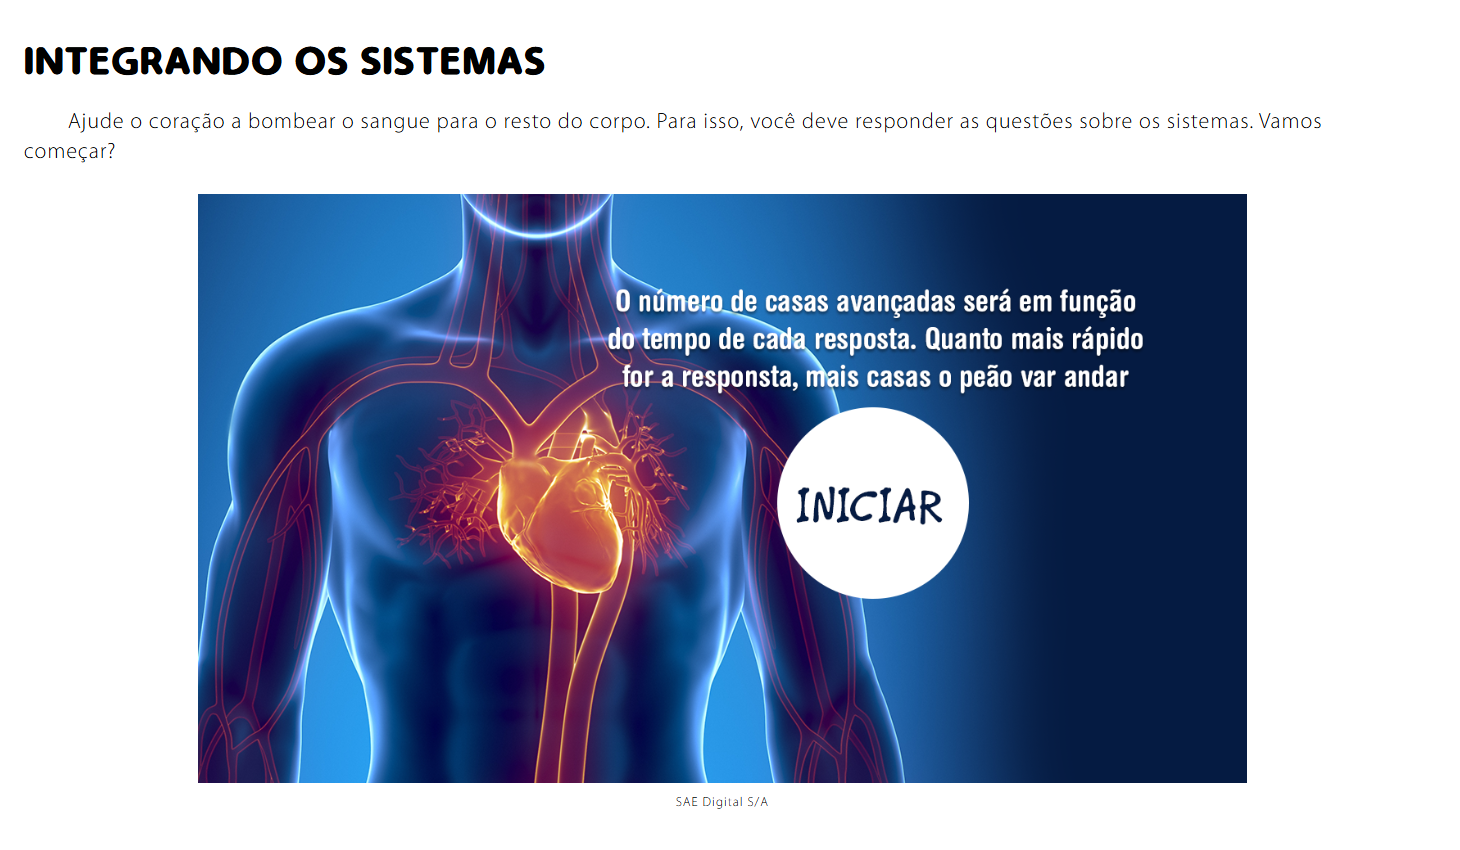 INTEGRANDO OS SISTEMAS
Ajude o coração a bombear o sangue para o resto do corpo. Para isso, você deve responder as questões sobre os sistemas. Vamos
começar?
O número de casas avançadas será em função
do tempo de cada resposta. Quanto mais rápido
for a responsta, mais casas o peão var andar
INICIAR
SAE Digital S/A